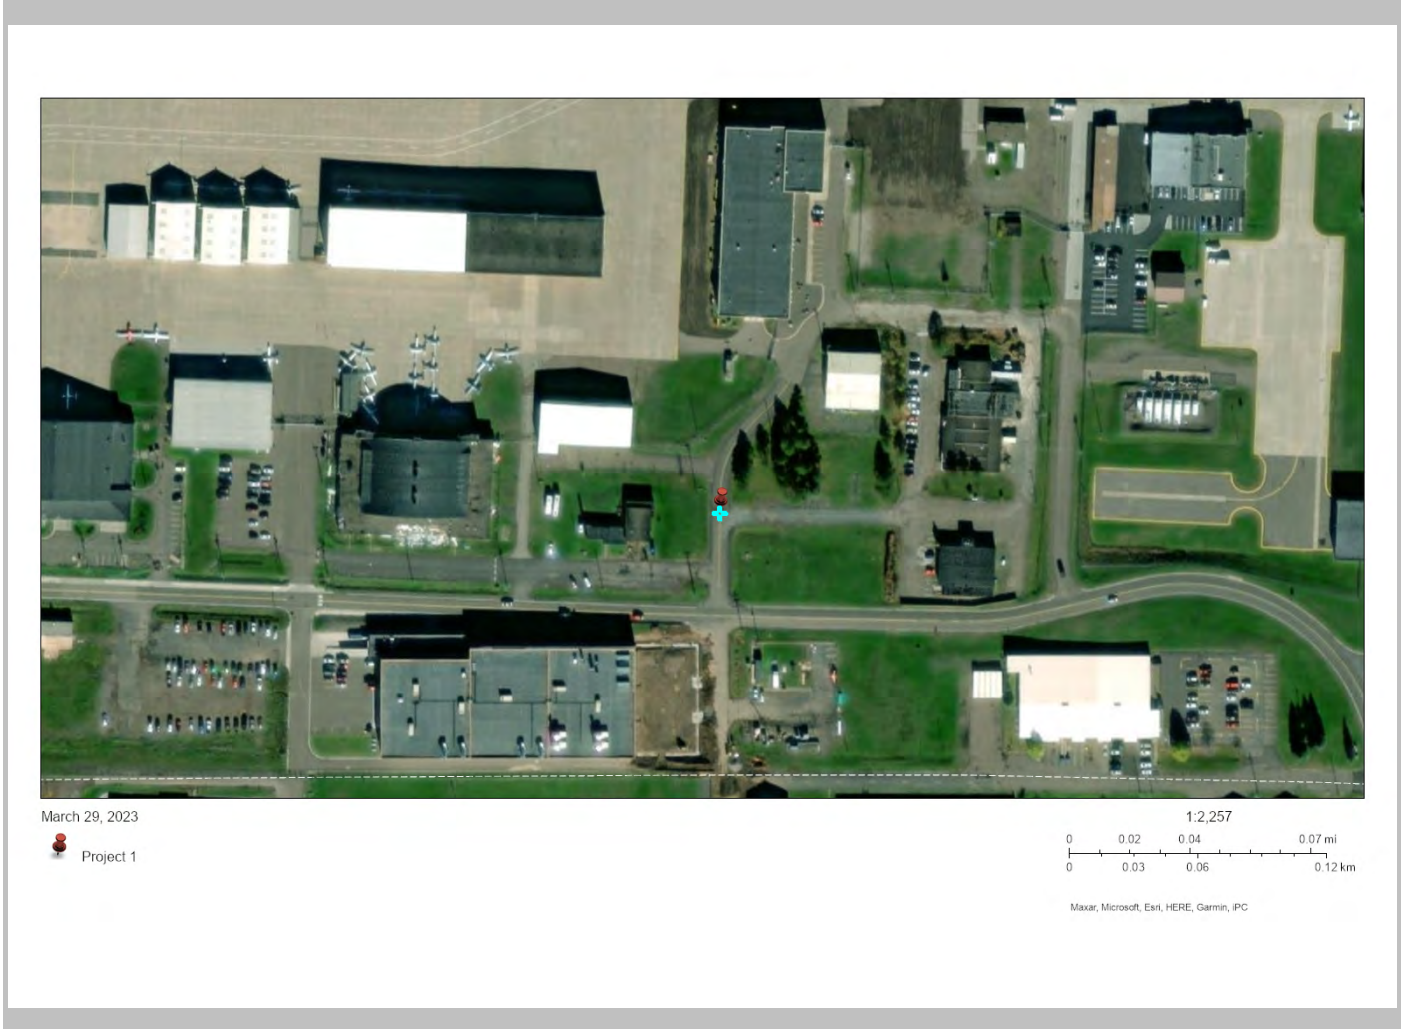 March 29, 2023
Project 1
1:2,257
0 0.02 0.04 0.07 mi
0 0.03 0.06 0.12 km
Maxar, Microsoft, Esri, HERE, Garmin, iPC